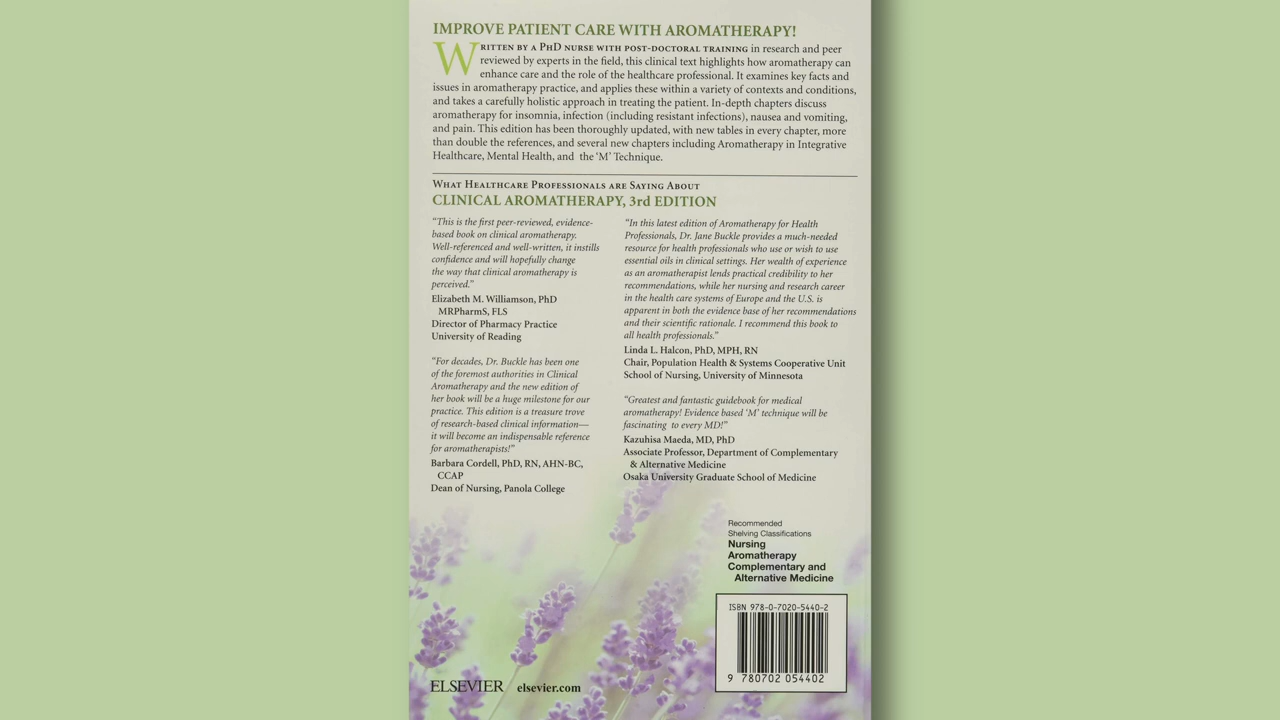 IMPROVE PATIENT CARE WITH AROMATHERAPY!
WRITTEN BY A PhD NURSE WITH POST-DOCTORAL TRAINING in research and peer
reviewed by experts in the field, this clinical text highlights how aromatherapy can
enhance care and the role of the healthcare professional. It examines key facts and
issues in aromatherapy practice, and applies these within a variety of contexts and conditions,
and takes a carefully holistic approach in treating the patient. In-depth chapters discuss
aromatherapy for insomnia, infection (including resistant infections), nausea and vomiting,
and pain. This edition has been thoroughly updated, with new tables in every chapter, more
than double the references, and several new chapters including Aromatherapy in Integrative
Healthcare, Mental Health, and the ‘M’ Technique.
What Healthcare Professionals are Saying About
CLINICAL AROMATHERAPY, 3rd EDITION
“This is the first peer-reviewed, evidence-
based book on clinical aromatherapy.
Well-referenced and well-written, it instills
confidence and will hopefully change
the way that clinical aromatherapy is
perceived.”
Elizabeth M. Williamson, PhD
MRPharmS, FLS
Director of Pharmacy Practice
University of Reading
“For decades, Dr. Buckle has been one
of the foremost authorities in Clinical
Aromatherapy and the new edition of
her book will be a huge milestone for our
practice. This edition is a treasure trove
of research-based clinical information—
it will become an indispensable reference
for aromatherapists!”
Barbara Cordell, PhD, RN, AHN-BC,
CCAP
Dean of Nursing, Panola College
“In this latest edition of Aromatherapy for Health
Professionals, Dr. Jane Buckle provides a much-needed
resource for health professionals who use or wish to use
essential oils in clinical settings. Her wealth of experience
as an aromatherapist lends practical credibility to her
recommendations, while her nursing and research career
in the health care systems of Europe and the U.S. is
apparent in both the evidence base of her recommendations
and their scientific rationale. I recommend this book to
all health professionals.”
Linda L. Halcon, PhD, MPH, RN
Chair, Population Health & Systems Cooperative Unit
School of Nursing, University of Minnesota
“Greatest and fantastic guidebook for medical
aromatherapy! Evidence based ‘M’ technique will be
fascinating to every MD!”
Kazuhisa Maeda, MD, PhD
Associate Professor, Department of Complementary
& Alternative Medicine
Osaka University Graduate School of Medicine
Recommended
Shelving Classifications
Nursing
Aromatherapy
Complementary and
Alternative Medicine
ISBN 978-0-7020-5440-2
9 780702 054402
ELSEVIER elsevier.com